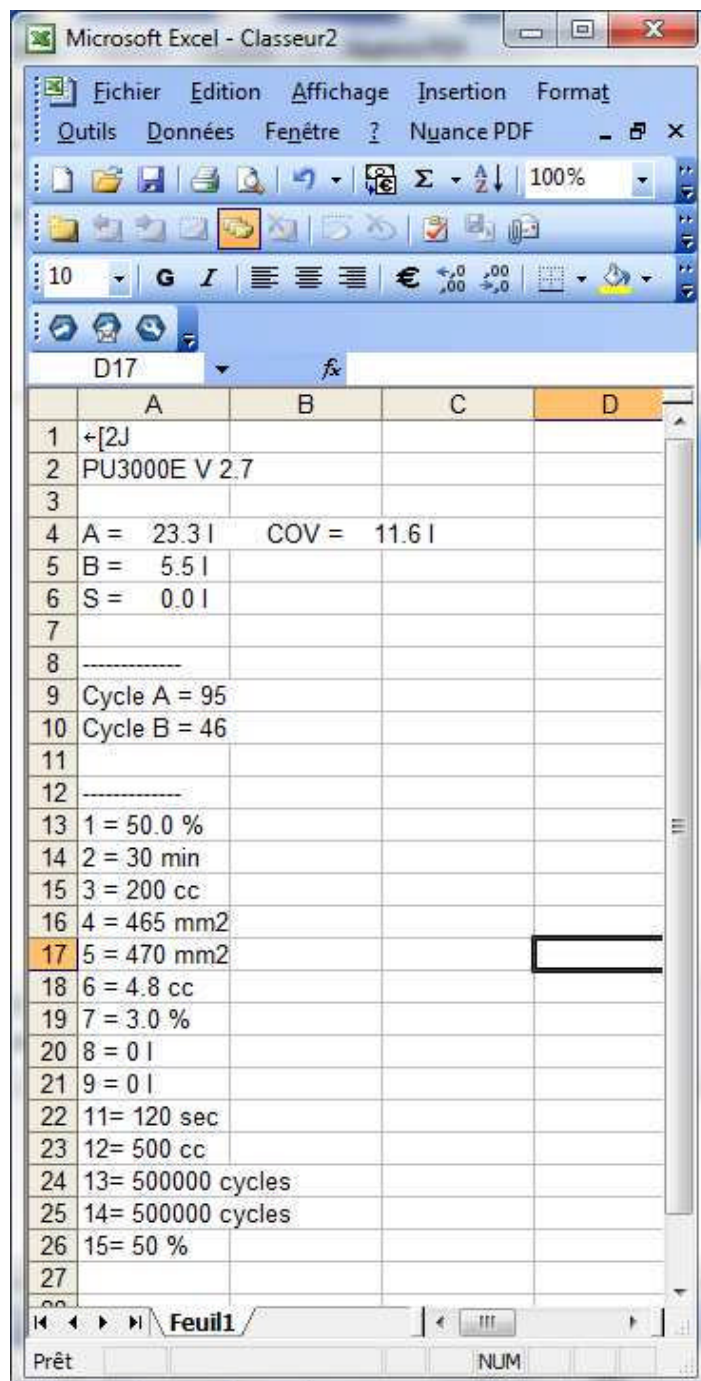 Microsoft Excel - Classeur2
Fichier Edition Affichage Insertion Format
Outils Données Fenêtre ? Nuance PDF
Σ 100%
10 G I €
D17 fx
A B C D
1 ←[2J
2 PU3000E V 2.7
3
4 A = 23.3 l COV = 11.6 l
5 B = 5.5 l
6 S = 0.0 l
7
8 -------------
9 Cycle A = 95
10 Cycle B = 46
11
12 -------------
13 1 = 50.0 %
14 2 = 30 min
15 3 = 200 cc
16 4 = 465 mm2
17 5 = 470 mm2
18 6 = 4.8 cc
19 7 = 3.0 %
20 8 = 0 l
21 9 = 0 l
22 11= 120 sec
23 12= 500 cc
24 13= 500000 cycles
25 14= 500000 cycles
26 15= 50 %
27
Feuil1
Prêt NUM